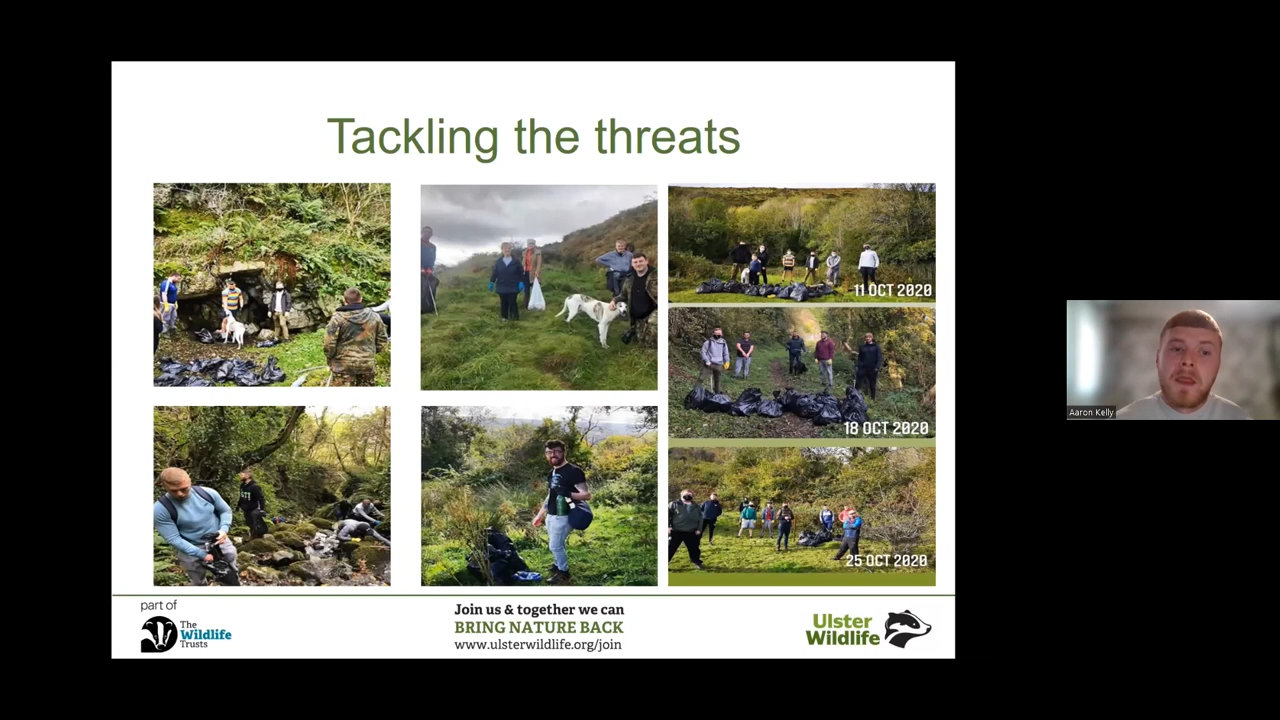 Tackling the threats
11 OCT 2020
18 OCT 2020
25 OCT 2020
part of
The
Wildlife
Trusts
Join us & together we can
BRING NATURE BACK
www.ulsterwildlife.org/join
Ulster
Wildlife
Aaron Kelly